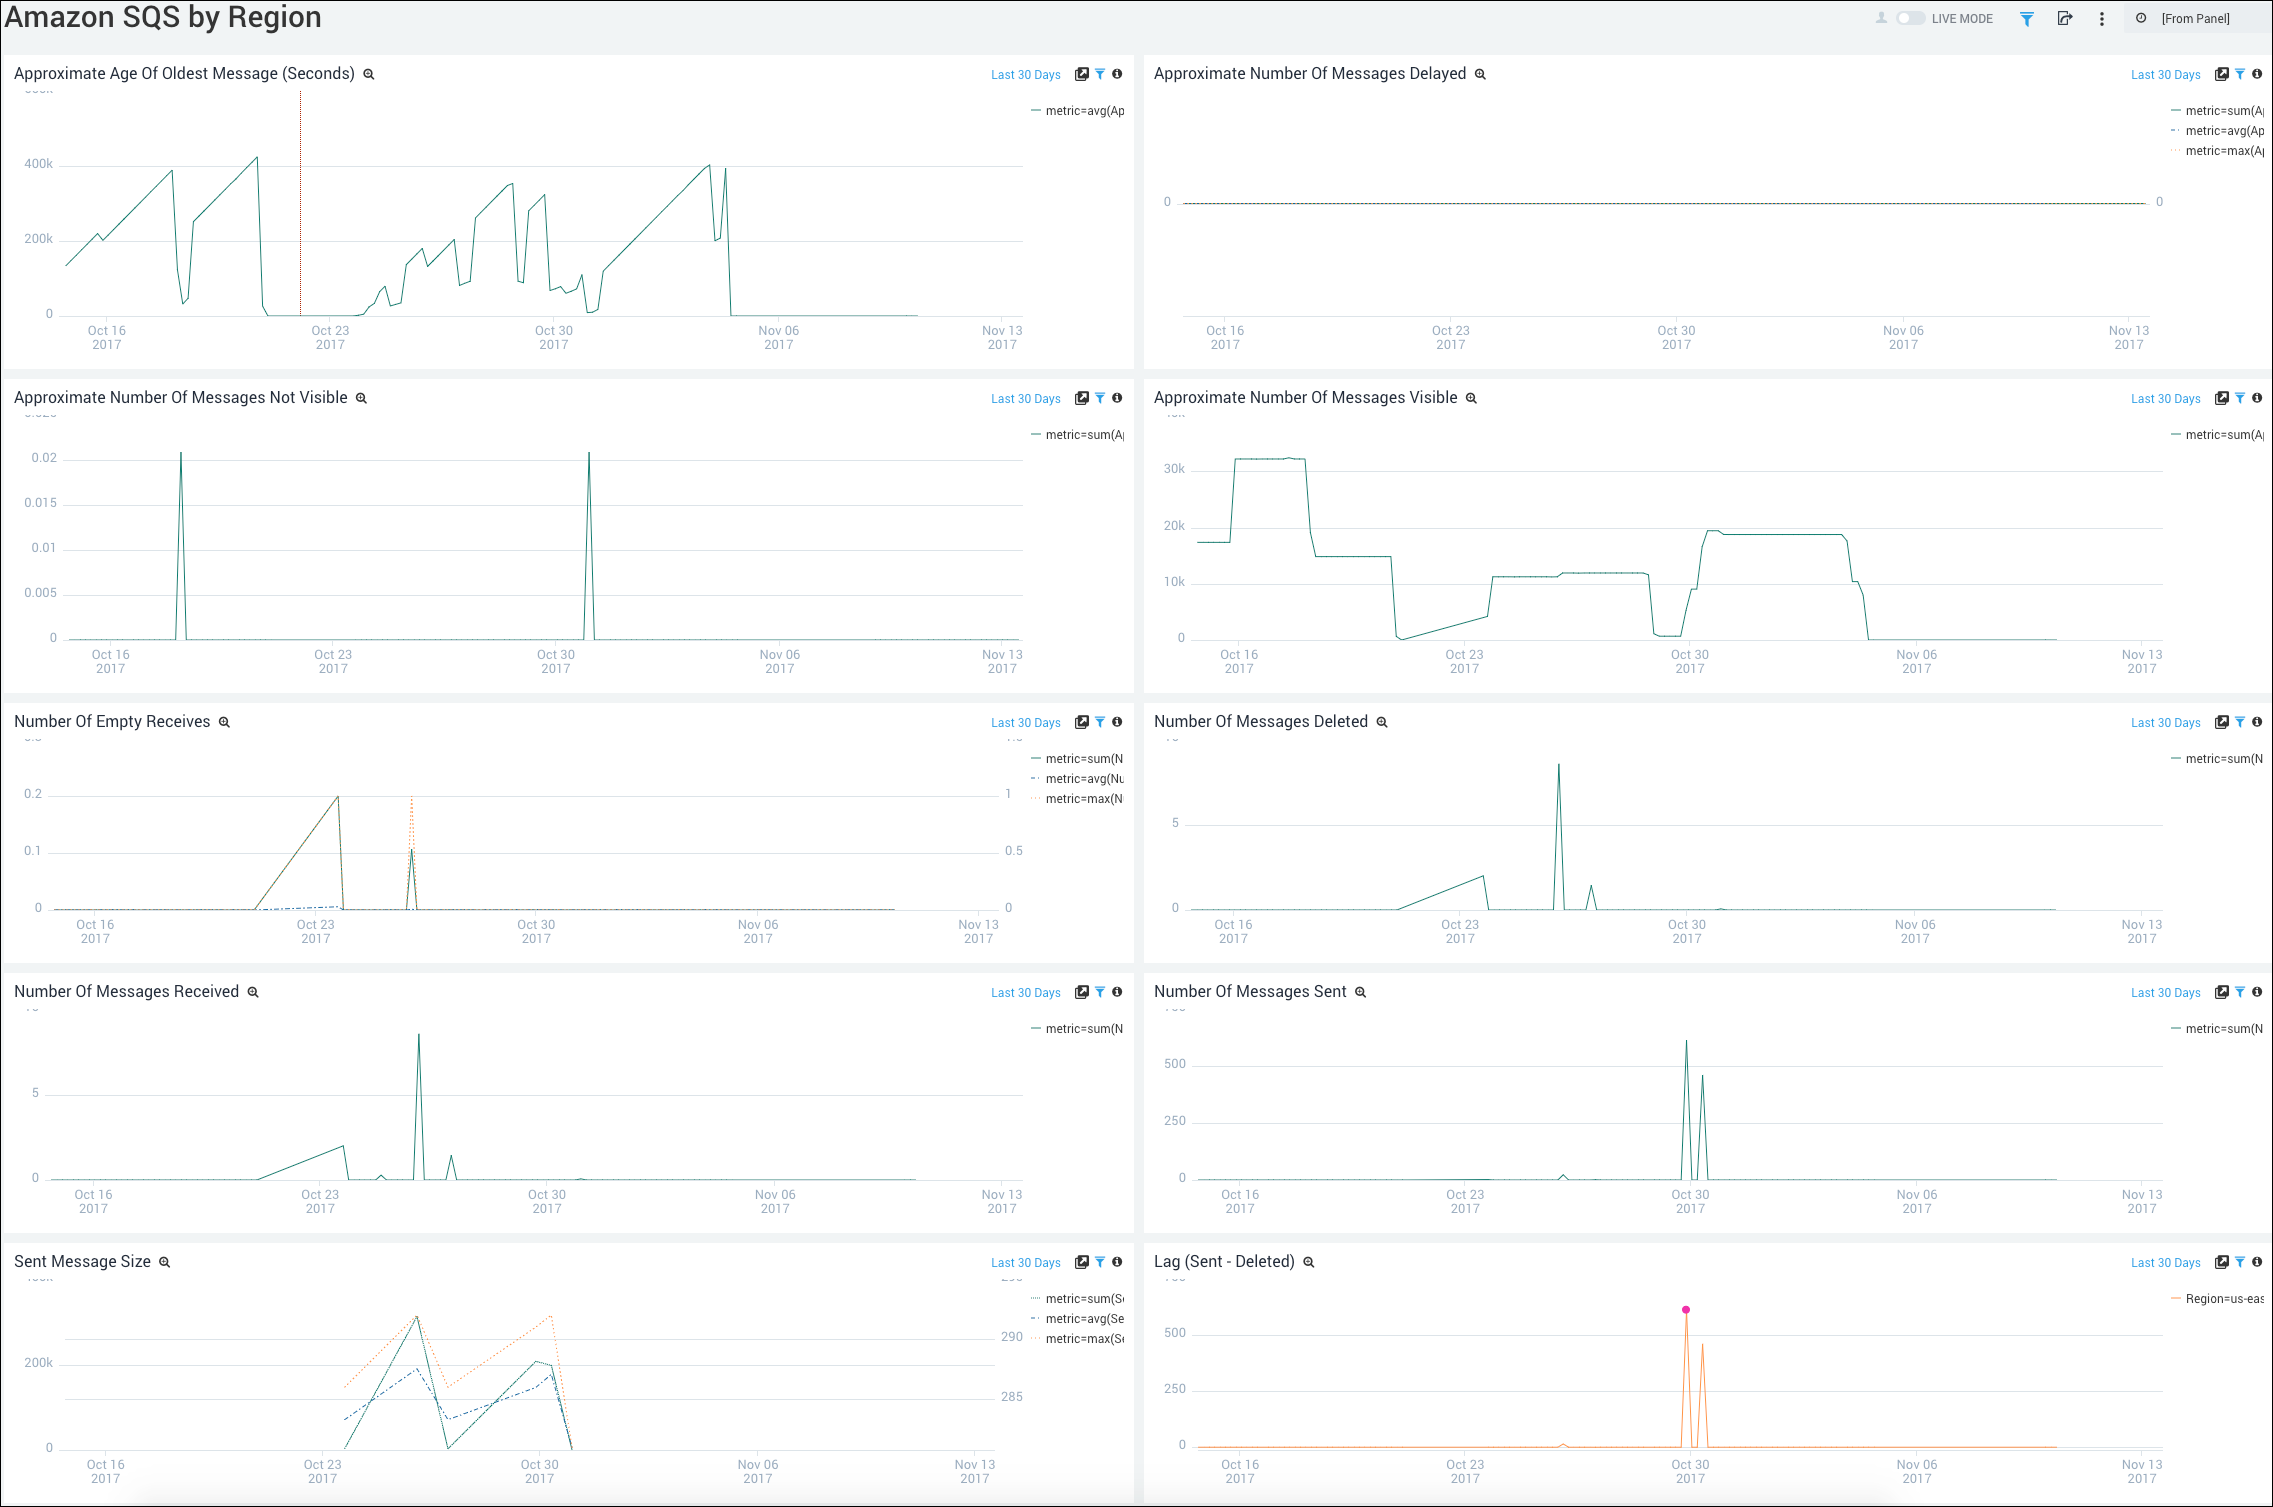 Amazon SQS by Region
LIVE MODE
[From Panel]
Approximate Age Of Oldest Message (Seconds)
Last 30 Days
metric=avg(Ap
400k
200k
0
Oct 16 Oct 23 Oct 30 Nov 06 Nov 13
2017 2017 2017 2017 2017
Approximate Number Of Messages Delayed
Last 30 Days
metric=sum(A
metric=avg(Ap
metric=max(A
0 0
Oct 16 Oct 23 Oct 30 Nov 06 Nov 13
2017 2017 2017 2017 2017
Approximate Number Of Messages Not Visible
Last 30 Days
metric=sum(A
0.02
0.015
0.01
0.005
0
Oct 16 Oct 23 Oct 30 Nov 06 Nov 13
2017 2017 2017 2017 2017
Approximate Number Of Messages Visible
Last 30 Days
metric=sum(A
30k
20k
10k
0
Oct 16 Oct 23 Oct 30 Nov 06 Nov 13
2017 2017 2017 2017 2017
Number Of Empty Receives
Last 30 Days
metric=sum(N
metric=avg(Nu
metric=max(N
0.2 1
0.1 0.5
0 0
Oct 16 Oct 23 Oct 30 Nov 06 Nov 13
2017 2017 2017 2017 2017
Number Of Messages Deleted
Last 30 Days
metric=sum(N
5
0
Oct 16 Oct 23 Oct 30 Nov 06 Nov 13
2017 2017 2017 2017 2017
Number Of Messages Received
Last 30 Days
metric=sum(N
5
0
Oct 16 Oct 23 Oct 30 Nov 06 Nov 13
2017 2017 2017 2017 2017
Number Of Messages Sent
Last 30 Days
metric=sum(N
500
250
0
Oct 16 Oct 23 Oct 30 Nov 06 Nov 13
2017 2017 2017 2017 2017
Sent Message Size
Last 30 Days
metric=sum(Se
metric=avg(Se
metric=max(Se
290
200k
285
0
Oct 16 Oct 23 Oct 30 Nov 06 Nov 13
2017 2017 2017 2017 2017
Lag (Sent - Deleted)
Last 30 Days
Region=us-eas
500
250
0
Oct 16 Oct 23 Oct 30 Nov 06 Nov 13
2017 2017 2017 2017 2017